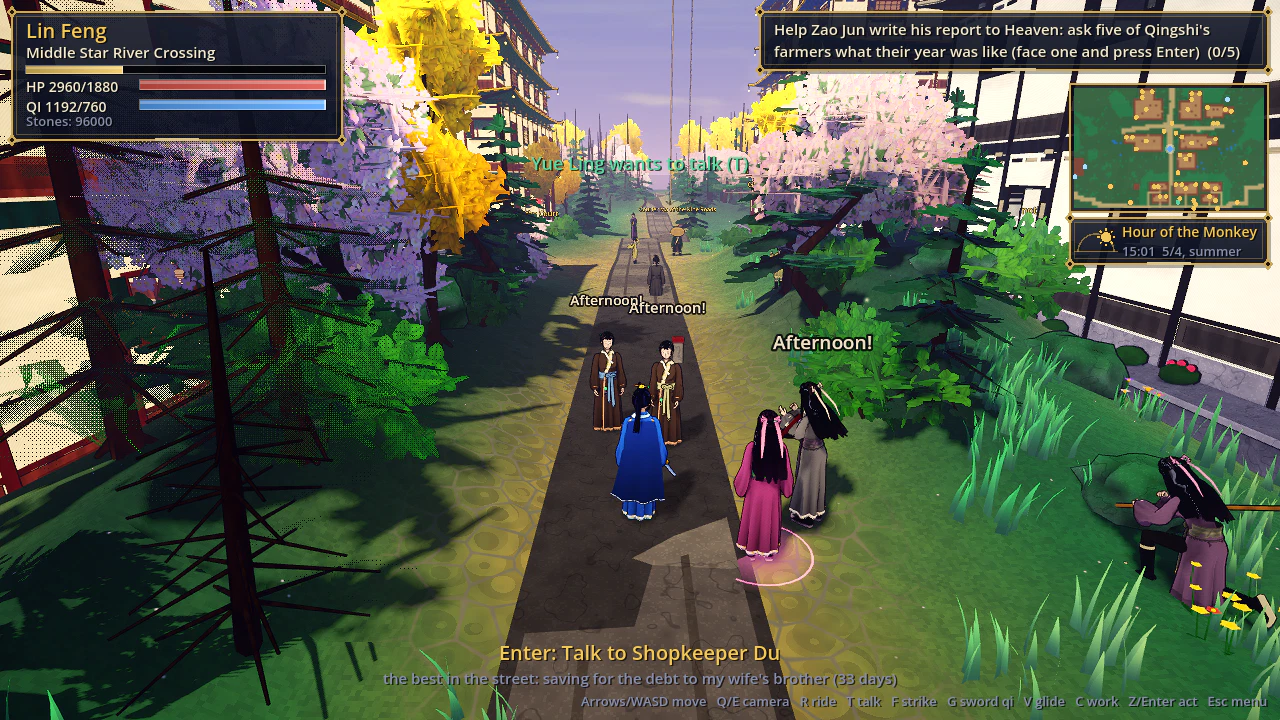 Lin Feng
Middle Star River Crossing
HP 2960/1880
QI 1192/760
Stones: 96000
Help Zao Jun write his report to Heaven: ask five of Qingshi's
farmers what their year was like (face one and press Enter) (0/5)
Hour of the Monkey
15:01 5/4, summer
Yue Ling wants to talk (T)
Afternoon!
Afternoon!
Afternoon!
Enter: Talk to Shopkeeper Du
the best in the street: saving for the debt to my wife's brother (33 days)
Arrows/WASD move Q/E camera R ride T talk F strike G sword qi V glide C work Z/Enter act Esc menu